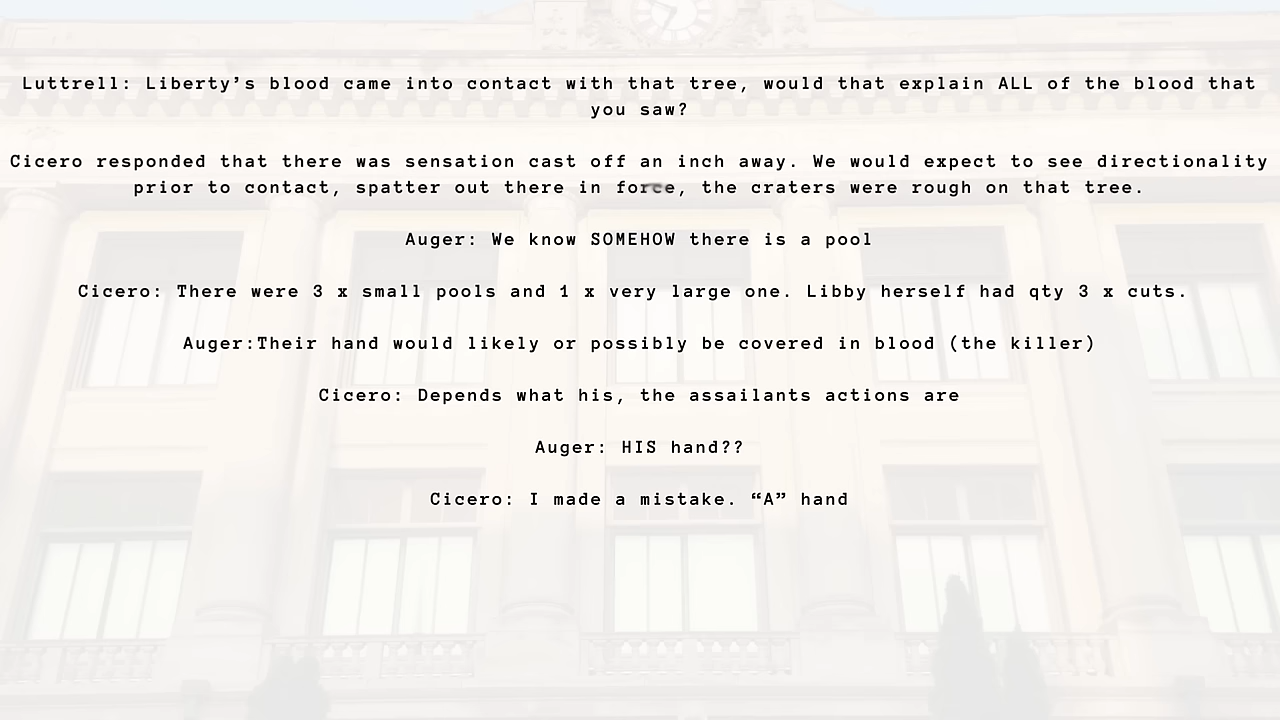 Luttrell: Liberty’s blood came into contact with that tree, would that explain ALL of the blood that
you saw?
Cicero responded that there was sensation cast off an inch away. We would expect to see directionality
prior to contact, spatter out there in force, the craters were rough on that tree.
Auger: We know SOMEHOW there is a pool
Cicero: There were 3 x small pools and 1 x very large one. Libby herself had qty 3 x cuts.
Auger:Their hand would likely or possibly be covered in blood (the killer)
Cicero: Depends what his, the assailants actions are
Auger: HIS hand??
Cicero: I made a mistake. “A” hand